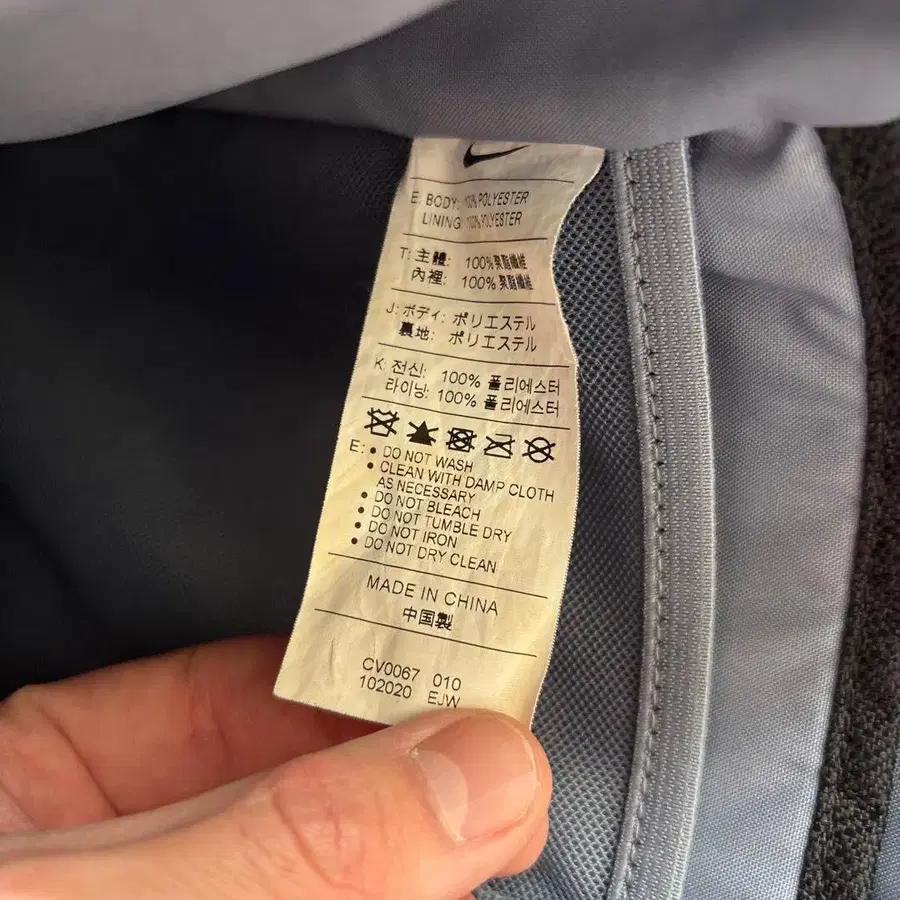 E: BODY: 100% POLYESTER
LINING: 100% POLYESTER
T: 主體: 100% 聚酯纖維
內裡: 100% 聚酯纖維
J: ボディ: ポリエステル
裏地: ポリエステル
K: 전신: 100% 폴리에스터
라이닝: 100% 폴리에스터
E: • DO NOT WASH
• CLEAN WITH DAMP CLOTH
AS NECESSARY
• DO NOT BLEACH
• DO NOT TUMBLE DRY
• DO NOT IRON
• DO NOT DRY CLEAN
MADE IN CHINA
中国製
CV0067 010
102020 EJW